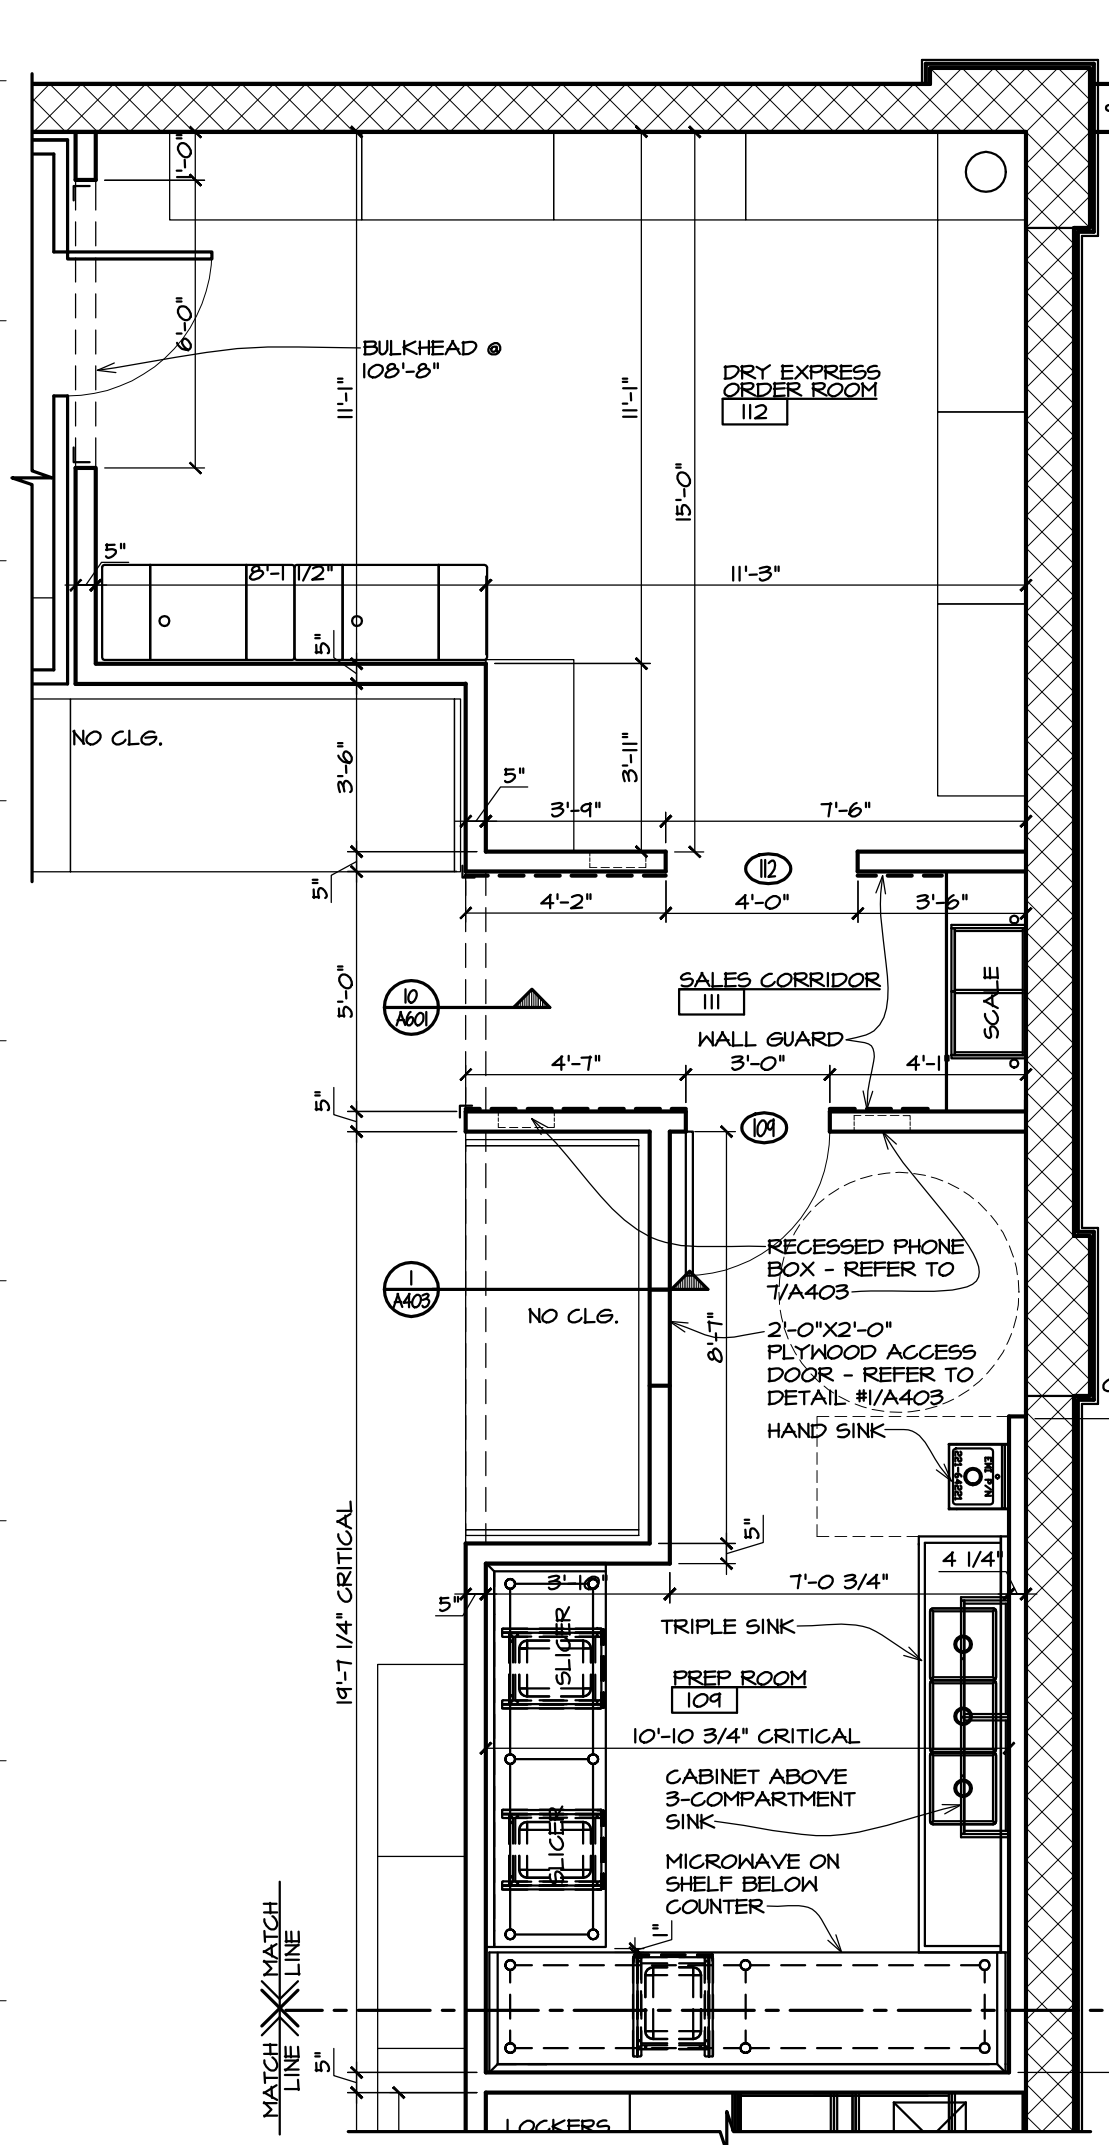 1'-0"
6'-0"
BULKHEAD @
108'-8"
11'-1"
11'-1"
DRY EXPRESS
ORDER ROOM
112
15'-0"
5"
8'-1 1/2"
11'-3"
5"
NO CLG.
3'-6"
3'-11"
5"
3'-9"
7'-6"
112
5"
4'-2"
4'-0"
3'-6"
SALES CORRIDOR
111
SCALE
5'-0"
10
A601
WALL GUARD
4'-7"
3'-0"
4'-1"
5"
109
RECESSED PHONE
BOX - REFER TO
7/A403
1
A403
NO CLG.
8'-7"
2'-0"X2'-0"
PLYWOOD ACCESS
DOOR - REFER TO
DETAIL #1/A403
HAND SINK
EMI P/N
221-64221
5"
19'-7 1/4" CRITICAL
3'-10"
7'-0 3/4"
4 1/4"
5"
SLICER
TRIPLE SINK
PREP ROOM
109
10'-10 3/4" CRITICAL
CABINET ABOVE
3-COMPARTMENT
SINK
SLICER
MICROWAVE ON
SHELF BELOW
COUNTER
1"
MATCH
LINE
MATCH
LINE
5"
LOCKERS